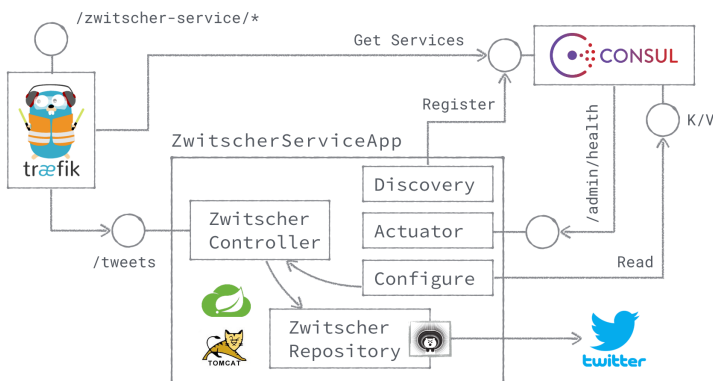 /zwitscher-service/*
Get Services
CONSUL
Register
K/V
træfik
ZwitscherServiceApp
/admin/health
Discovery
Zwitscher
Controller
Actuator
/tweets
Configure
Read
Zwitscher
Repository
TOMCAT
twitter